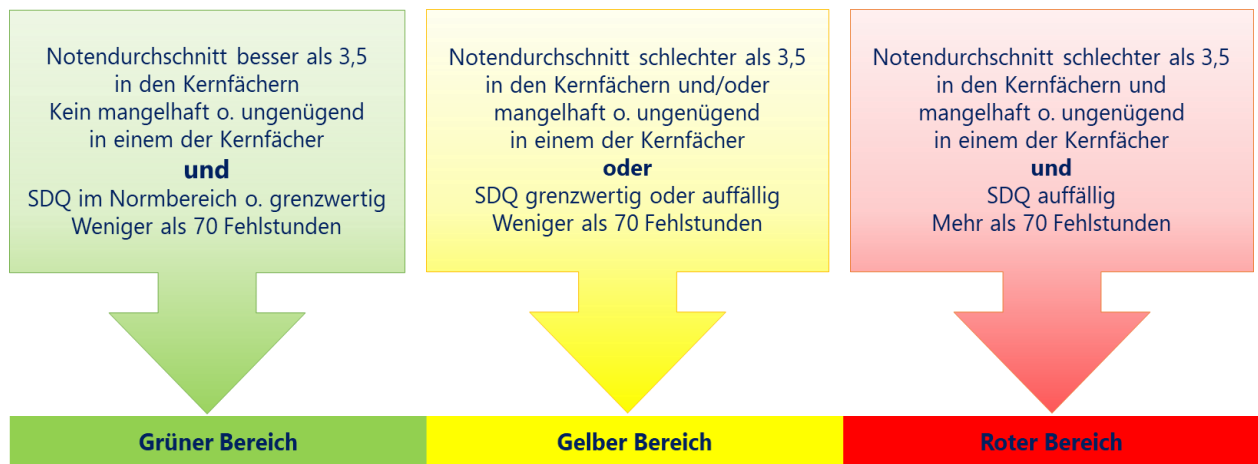 Notendurchschnitt besser als 3,5
in den Kernfächern
Kein mangelhaft o. ungenügend
in einem der Kernfächer
und
SDQ im Normbereich o. grenzwertig
Weniger als 70 Fehlstunden
Notendurchschnitt schlechter als 3,5
in den Kernfächern und/oder
mangelhaft o. ungenügend
in einem der Kernfächer
oder
SDQ grenzwertig oder auffällig
Weniger als 70 Fehlstunden
Notendurchschnitt schlechter als 3,5
in den Kernfächern und
mangelhaft o. ungenügend
in einem der Kernfächer
und
SDQ auffällig
Mehr als 70 Fehlstunden
Grüner Bereich
Gelber Bereich
Roter Bereich